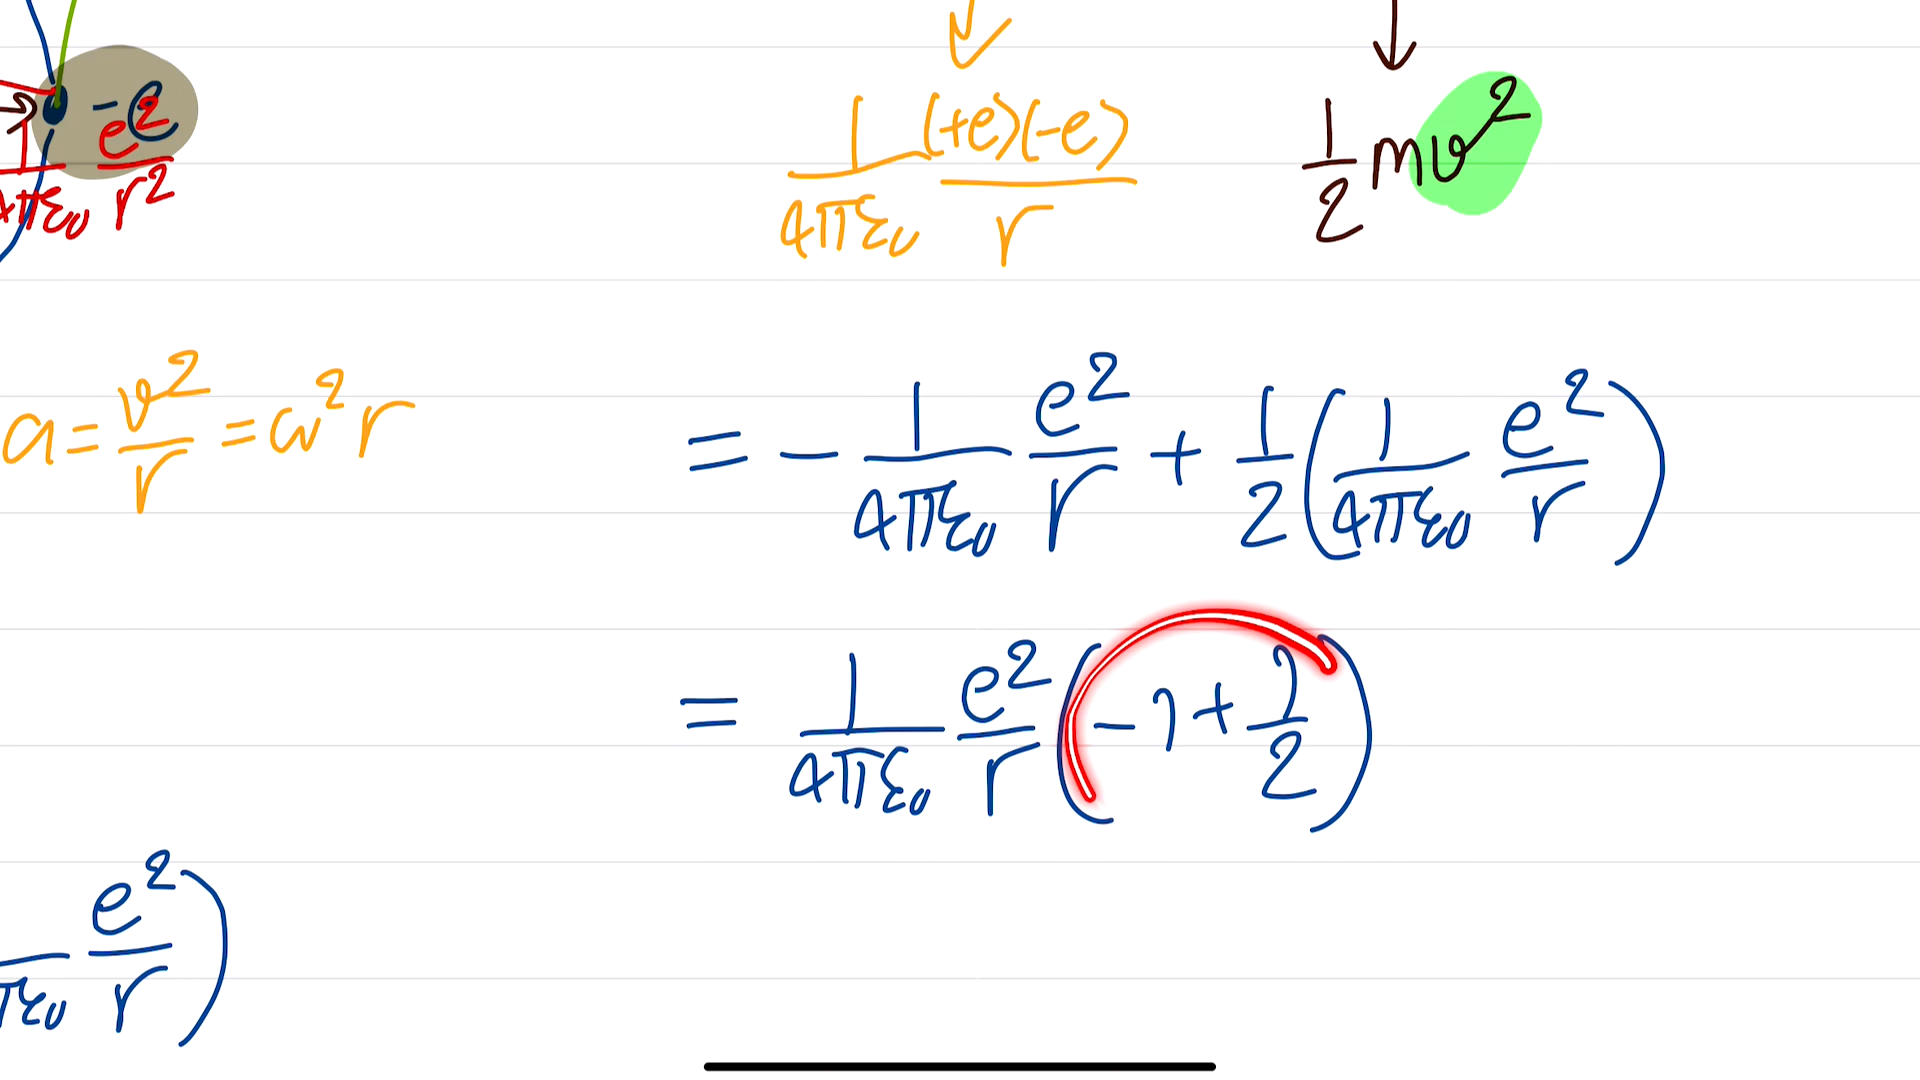 -e
e²/r²
4πε₀
1/4πε₀ (+e)(-e)/r
1/2 mv²
a = v²/r = ω²r
= - 1/4πε₀ e²/r + 1/2 (1/4πε₀ e²/r)
= 1/4πε₀ e²/r (-1 + 1/2)
πε₀ e²/r )